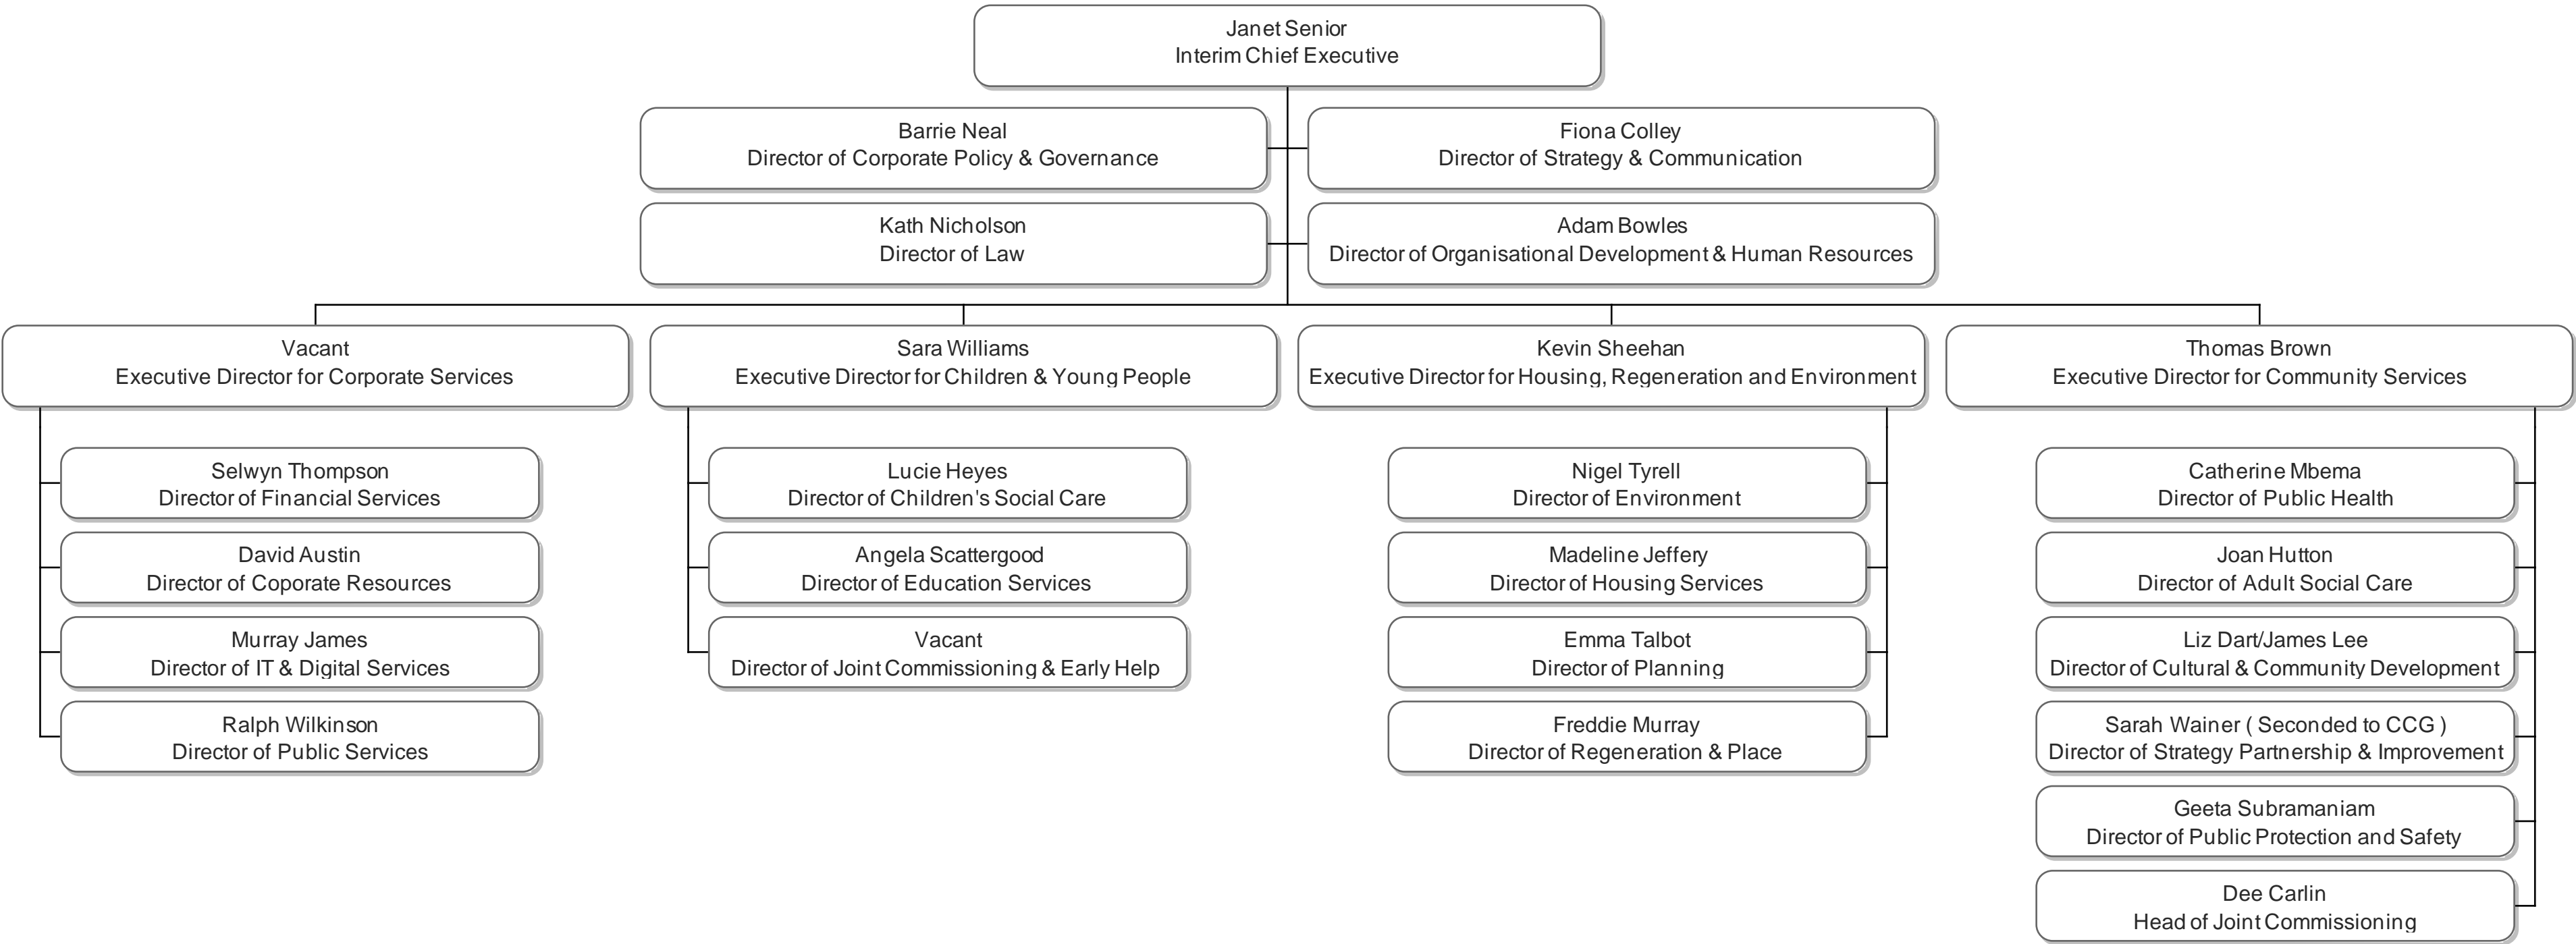 Janet Senior
Interim Chief Executive
Barrie Neal
Director of Corporate Policy & Governance
Fiona Colley
Director of Strategy & Communication
Kath Nicholson
Director of Law
Adam Bowles
Director of Organisational Development & Human Resources
Vacant
Executive Director for Corporate Services
Sara Williams
Executive Director for Children & Young People
Kevin Sheehan
Executive Director for Housing, Regeneration and Environment
Thomas Brown
Executive Director for Community Services
Selwyn Thompson
Director of Financial Services
David Austin
Director of Coporate Resources
Murray James
Director of IT & Digital Services
Ralph Wilkinson
Director of Public Services
Lucie Heyes
Director of Children's Social Care
Angela Scattergood
Director of Education Services
Vacant
Director of Joint Commissioning & Early Help
Nigel Tyrell
Director of Environment
Madeline Jeffery
Director of Housing Services
Emma Talbot
Director of Planning
Freddie Murray
Director of Regeneration & Place
Catherine Mbema
Director of Public Health
Joan Hutton
Director of Adult Social Care
Liz Dart/James Lee
Director of Cultural & Community Development
Sarah Wainer ( Seconded to CCG )
Director of Strategy Partnership & Improvement
Geeta Subramaniam
Director of Public Protection and Safety
Dee Carlin
Head of Joint Commissioning